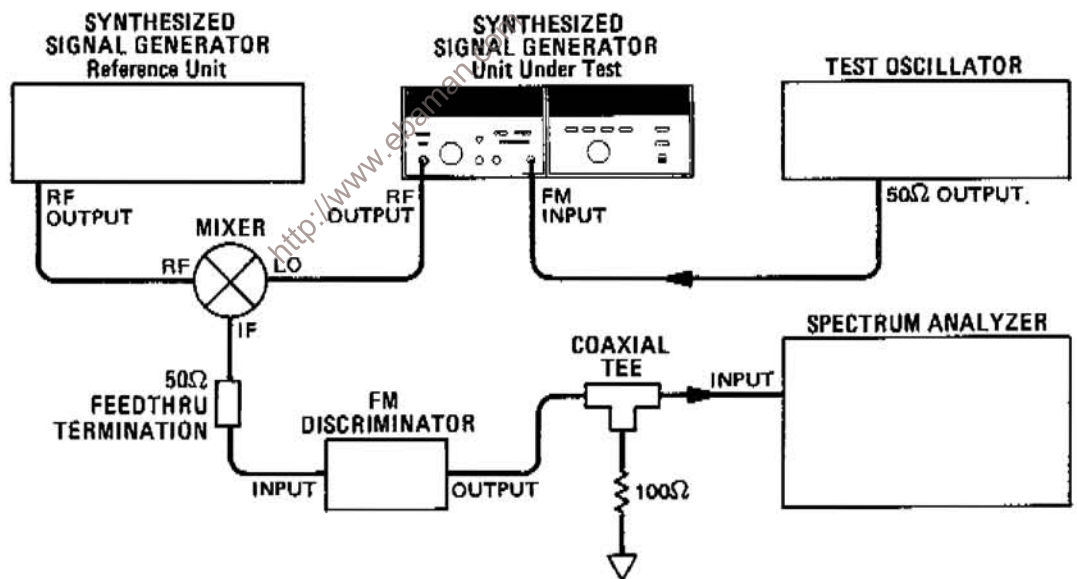 SYNTHESIZED
SIGNAL GENERATOR
Reference Unit
SYNTHESIZED
SIGNAL GENERATOR
Unit Under Test
TEST OSCILLATOR
RF
OUTPUT
RF
OUTPUT
FM
INPUT
50Ω OUTPUT.
MIXER
RF
LO
IF
http://www.ebaman.com
50Ω
FEEDTHRU
TERMINATION
FM
DISCRIMINATOR
INPUT
OUTPUT
COAXIAL
TEE
INPUT
100Ω
SPECTRUM ANALYZER